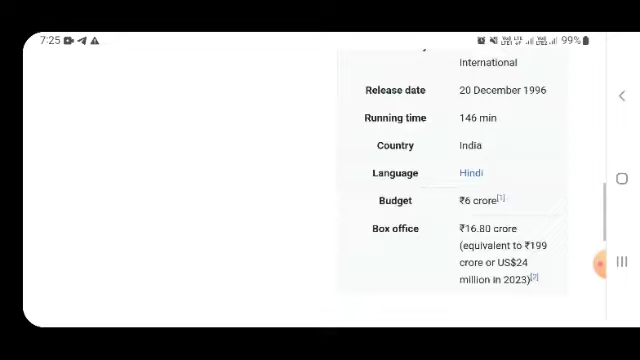 7:25 99%
International
Release date 20 December 1996
Running time 146 min
Country India
Language Hindi
Budget ₹6 crore[1]
Box office ₹16.80 crore
(equivalent to ₹199
crore or US$24
million in 2023)[2]